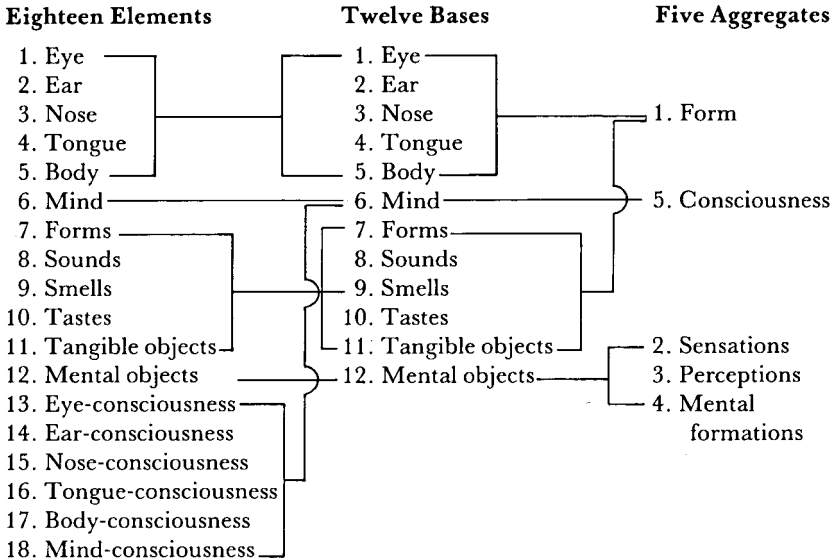 Eighteen Elements
1. Eye
2. Ear
3. Nose
4. Tongue
5. Body
6. Mind
7. Forms
8. Sounds
9. Smells
10. Tastes
11. Tangible objects
12. Mental objects
13. Eye-consciousness
14. Ear-consciousness
15. Nose-consciousness
16. Tongue-consciousness
17. Body-consciousness
18. Mind-consciousness
Twelve Bases
1. Eye
2. Ear
3. Nose
4. Tongue
5. Body
6. Mind
7. Forms
8. Sounds
9. Smells
10. Tastes
11. Tangible objects
12. Mental objects
Five Aggregates
1. Form
5. Consciousness
2. Sensations
3. Perceptions
4. Mental
formations